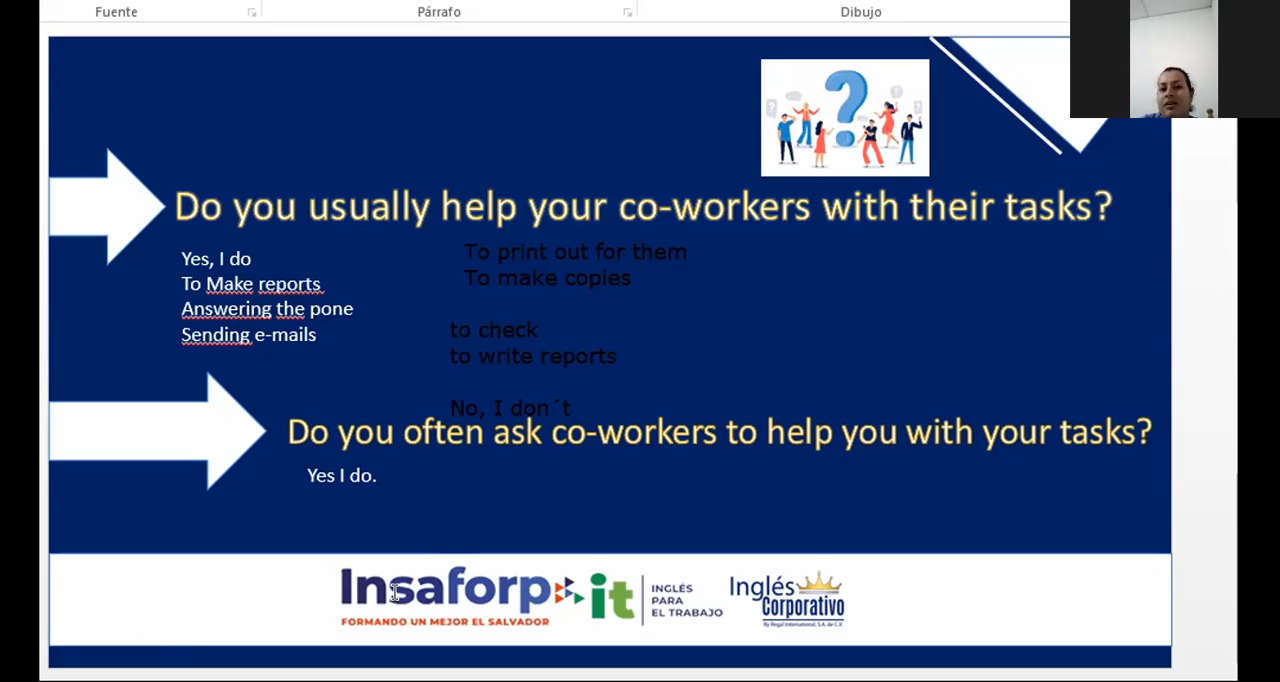 Fuente
Párrafo
Dibujo
Do you usually help your co-workers with their tasks?
Yes, I do
To Make reports
Answering the pone
Sending e-mails
To print out for them
To make copies
to check
to write reports
No, I don´t
Do you often ask co-workers to help you with your tasks?
Yes I do.
Insaforp
FORMANDO UN MEJOR EL SALVADOR
it
INGLÉS
PARA
EL TRABAJO
Inglés
Corporativo
By Regal International, S.A. de C.V.